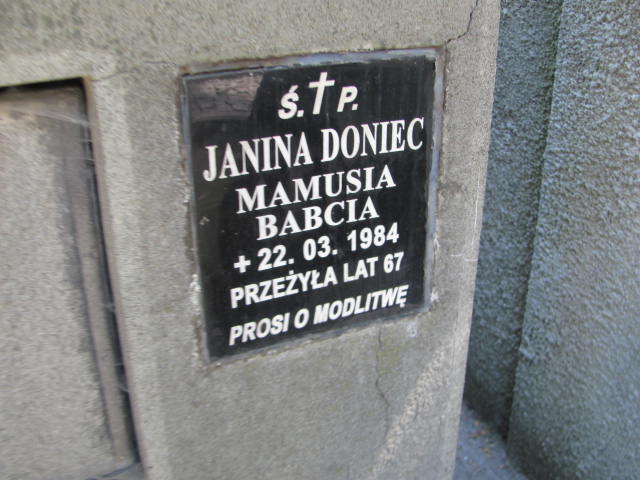 Ś.†P.
JANINA DONIEC
MAMUSIA
BABCIA
+ 22. 03. 1984
PRZEŻYŁA LAT 67
PROSI O MODLITWĘ